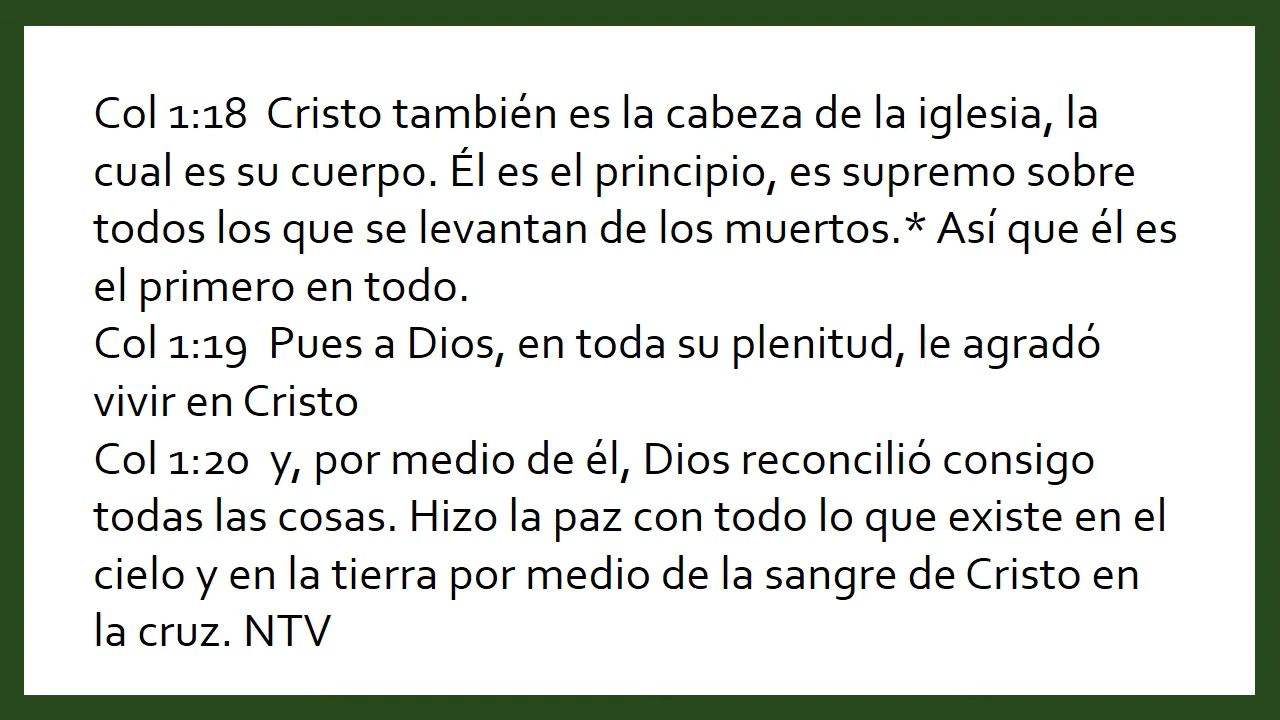 Col 1:18  Cristo también es la cabeza de la iglesia, la
cual es su cuerpo. Él es el principio, es supremo sobre
todos los que se levantan de los muertos.* Así que él es
el primero en todo.
Col 1:19  Pues a Dios, en toda su plenitud, le agradó
vivir en Cristo
Col 1:20  y, por medio de él, Dios reconcilió consigo
todas las cosas. Hizo la paz con todo lo que existe en el
cielo y en la tierra por medio de la sangre de Cristo en
la cruz. NTV